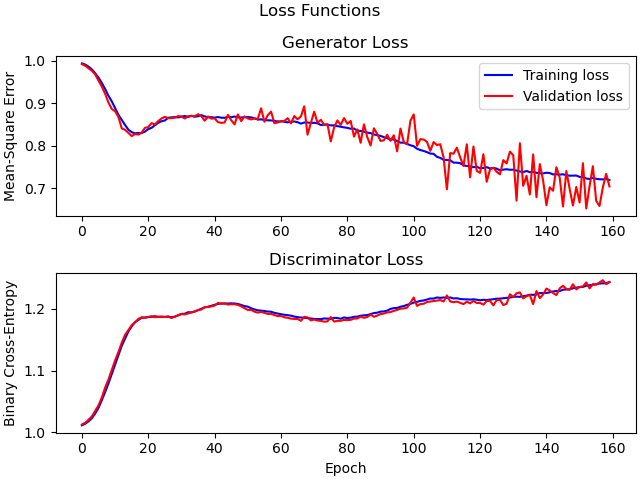 Loss Functions
Generator Loss
Mean-Square Error
1.0
0.9
0.8
0.7
Training loss
Validation loss
0 20 40 60 80 100 120 140 160
Discriminator Loss
Binary Cross-Entropy
1.2
1.1
1.0
0 20 40 60 80 100 120 140 160
Epoch